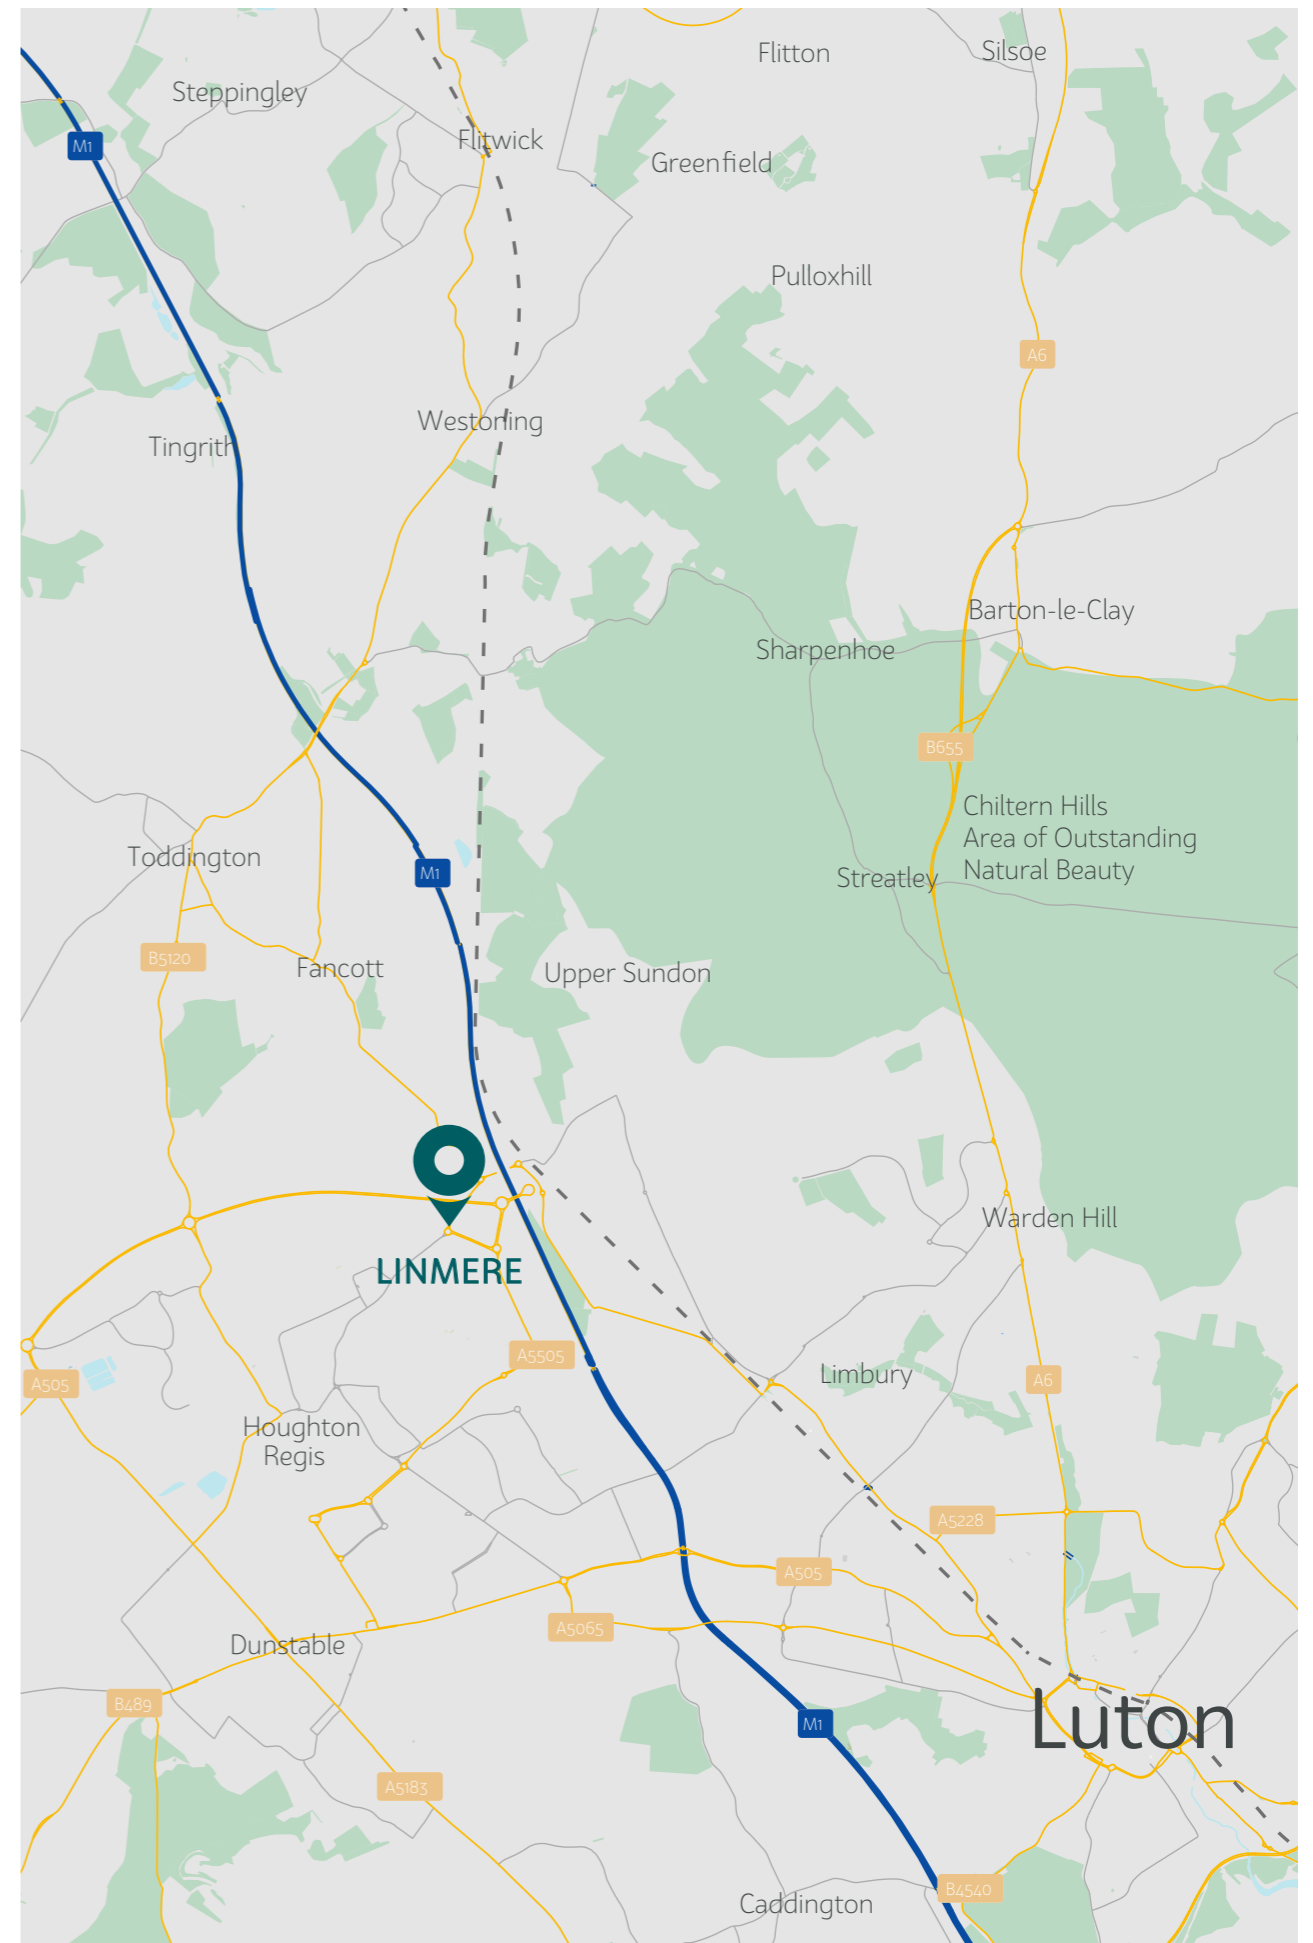 Flitton
Silsoe
Steppingley
M1
Flitwick
Greenfield
Pulloxhill
A6
Westoning
Tingrith
Barton-le-Clay
Sharpenhoe
B655
Chiltern Hills
Area of Outstanding
Natural Beauty
Toddington
M1
Streatley
B5120
Fancott
Upper Sundon
Warden Hill
LINMERE
A5505
Limbury
A505
A6
Houghton
Regis
A5228
A505
A5065
Dunstable
B489
Luton
M1
A5183
B4540
Caddington